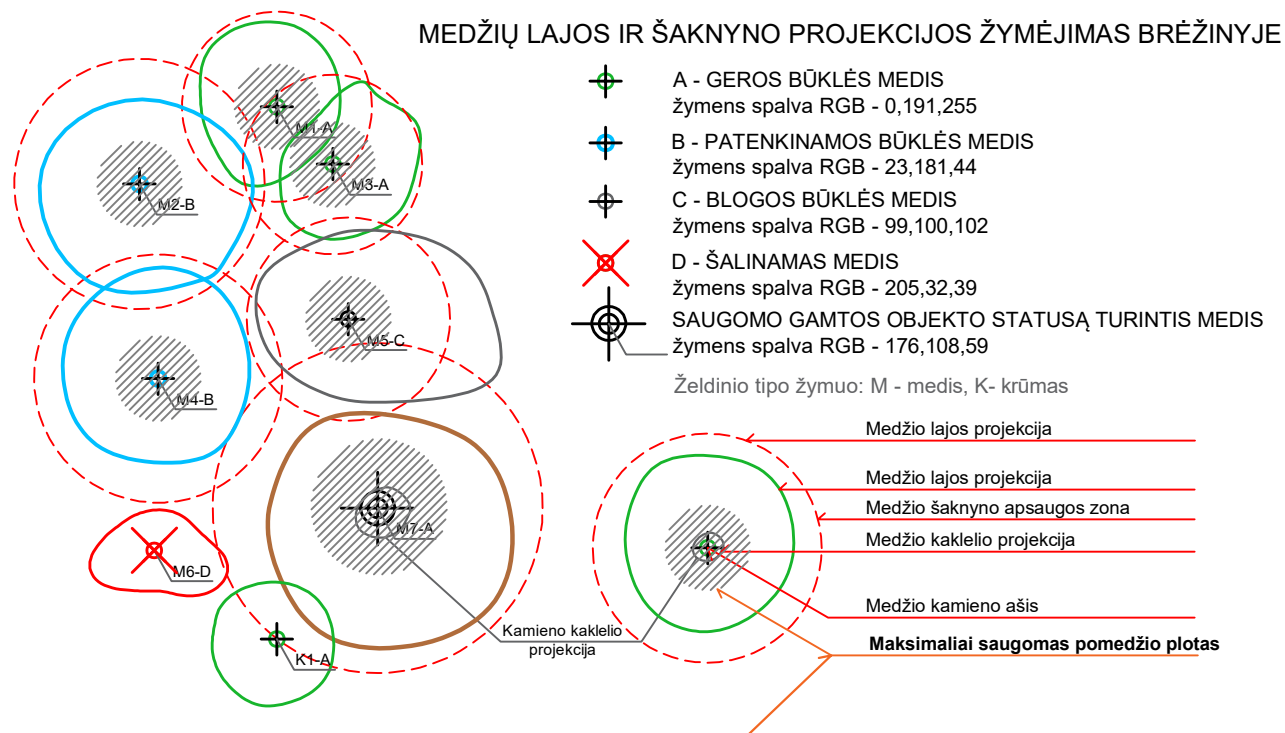 MEDŽIŲ LAJOS IR ŠAKNYNO PROJEKCIJOS ŽYMĖJIMAS BRĖŽINYJE
A - GEROS BŪKLĖS MEDIS
žymens spalva RGB - 0,191,255
B - PATENKINAMOS BŪKLĖS MEDIS
žymens spalva RGB - 23,181,44
C - BLOGOS BŪKLĖS MEDIS
žymens spalva RGB - 99,100,102
D - ŠALINAMAS MEDIS
žymens spalva RGB - 205,32,39
SAUGOMO GAMTOS OBJEKTO STATUSĄ TURINTIS MEDIS
žymens spalva RGB - 176,108,59
Želdinio tipo žymuo: M - medis, K- krūmas
M1-A
M3-A
M2-B
M5-C
M4-B
M7-A
M6-D
K1-A
Kamieno kaklelio
projekcija
Medžio lajos projekcija
Medžio lajos projekcija
Medžio šaknyno apsaugos zona
Medžio kaklelio projekcija
Medžio kamieno ašis
Maksimaliai saugomas pomedžio plotas